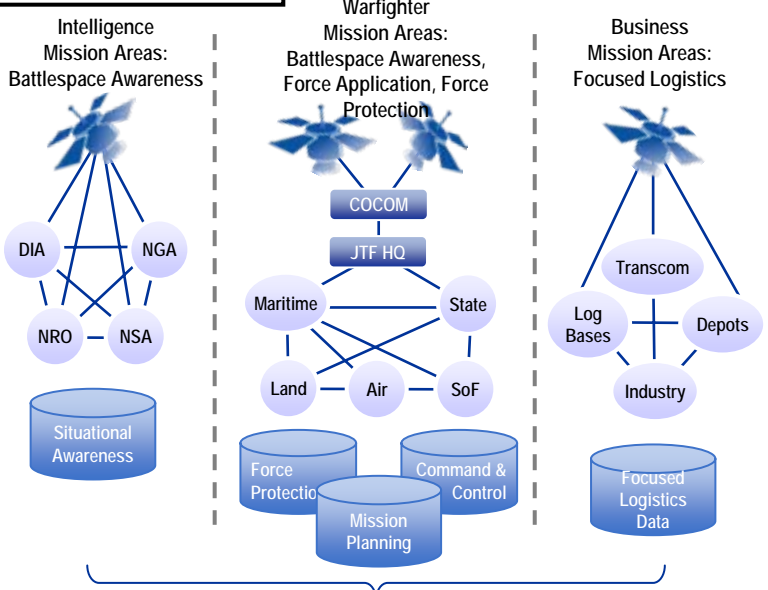 Intelligence
Mission Areas:
Battlespace Awareness
Warfighter
Mission Areas:
Battlespace Awareness,
Force Application, Force
Protection
Business
Mission Areas:
Focused Logistics
DIA
NGA
NRO
NSA
Situational
Awareness
COCOM
JTF HQ
Maritime
State
Land
Air
SoF
Force
Protectio
Command &
Control
Mission
Planning
Transcom
Log
Bases
Depots
Industry
Focused
Logistics
Data